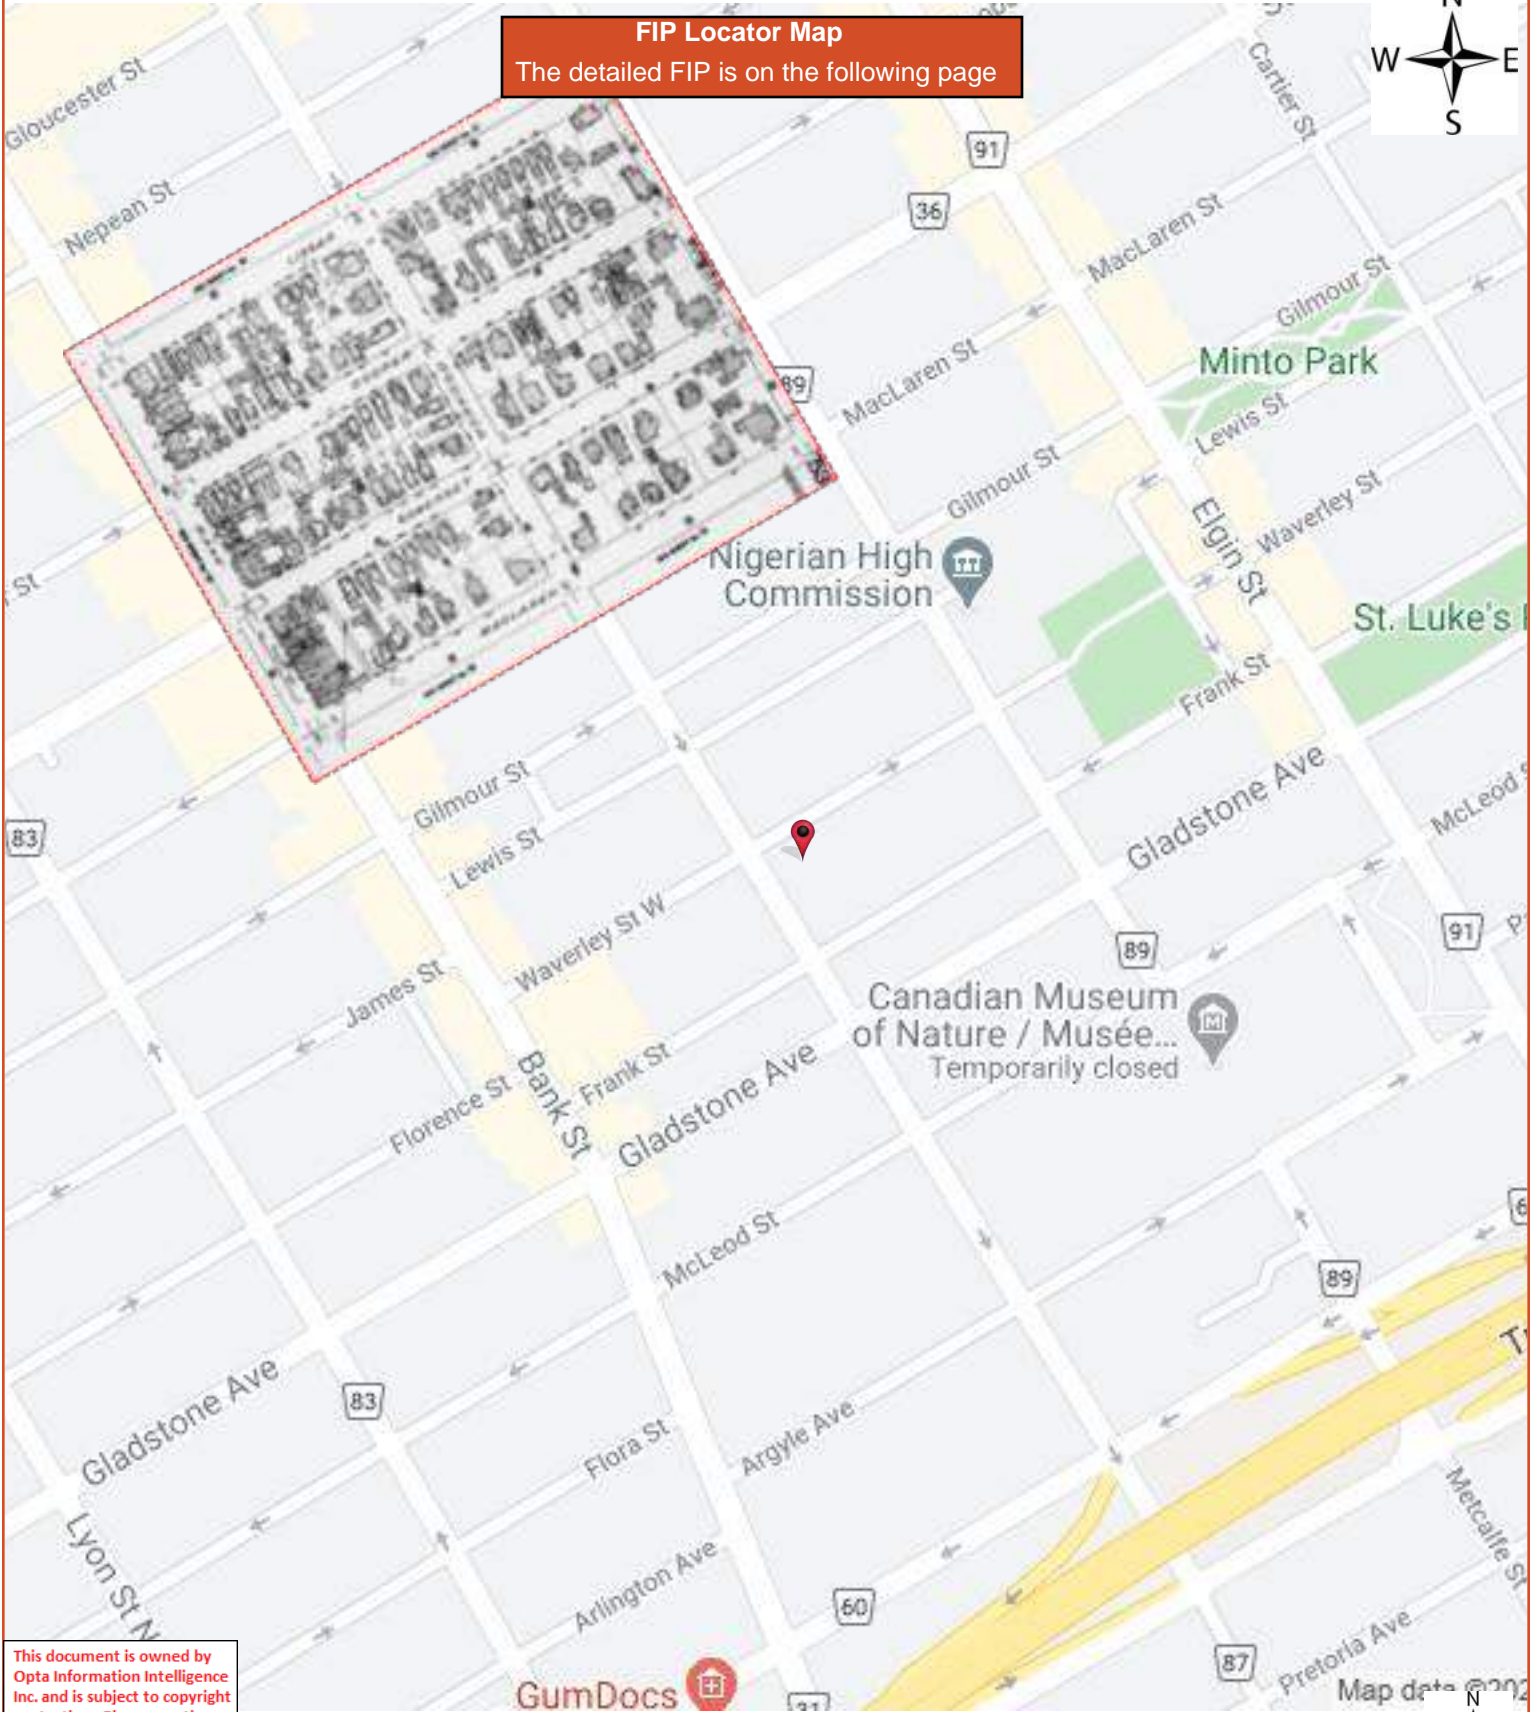 FIP Locator Map
The detailed FIP is on the following page
N
W
E
S
Gloucester St
Cartier St
91
36
Nepean St
MacLaren St
Gilmour St
Minto Park
89
MacLaren St
Lewis St
Gilmour St
Waverley St
Elgin St
Nigerian High
Commission
St
St. Luke's
Frank St
Gladstone Ave
McLeod
Gilmour St
83
Lewis St
Waverley St W
91
89
James St
Canadian Museum
of Nature / Musée...
Temporarily closed
Bank St
Frank St
Gladstone Ave
Florence St
McLeod St
89
Gladstone Ave
83
Flora St
Argyle Ave
Metcalfe St
Lyon St N
Arlington Ave
60
87
Pretoria Ave
This document is owned by
Opta Information Intelligence
Inc. and is subject to copyright
GumDocs
Map data ©202
N